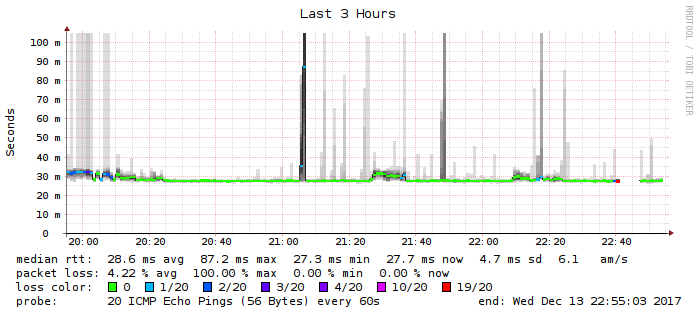 Last 3 Hours
RRDTOOL / TOBI OETIKER
Seconds
100 m
90 m
80 m
70 m
60 m
50 m
40 m
30 m
20 m
10 m
0
20:00 20:20 20:40 21:00 21:20 21:40 22:00 22:20 22:40
median rtt: 28.6 ms avg 87.2 ms max 27.3 ms min 27.7 ms now 4.7 ms sd 6.1 am/s
packet loss: 4.22 % avg 100.00 % max 0.00 % min 0.00 % now
loss color: 0 1/20 2/20 3/20 4/20 10/20 19/20
probe: 20 ICMP Echo Pings (56 Bytes) every 60s end: Wed Dec 13 22:55:03 2017